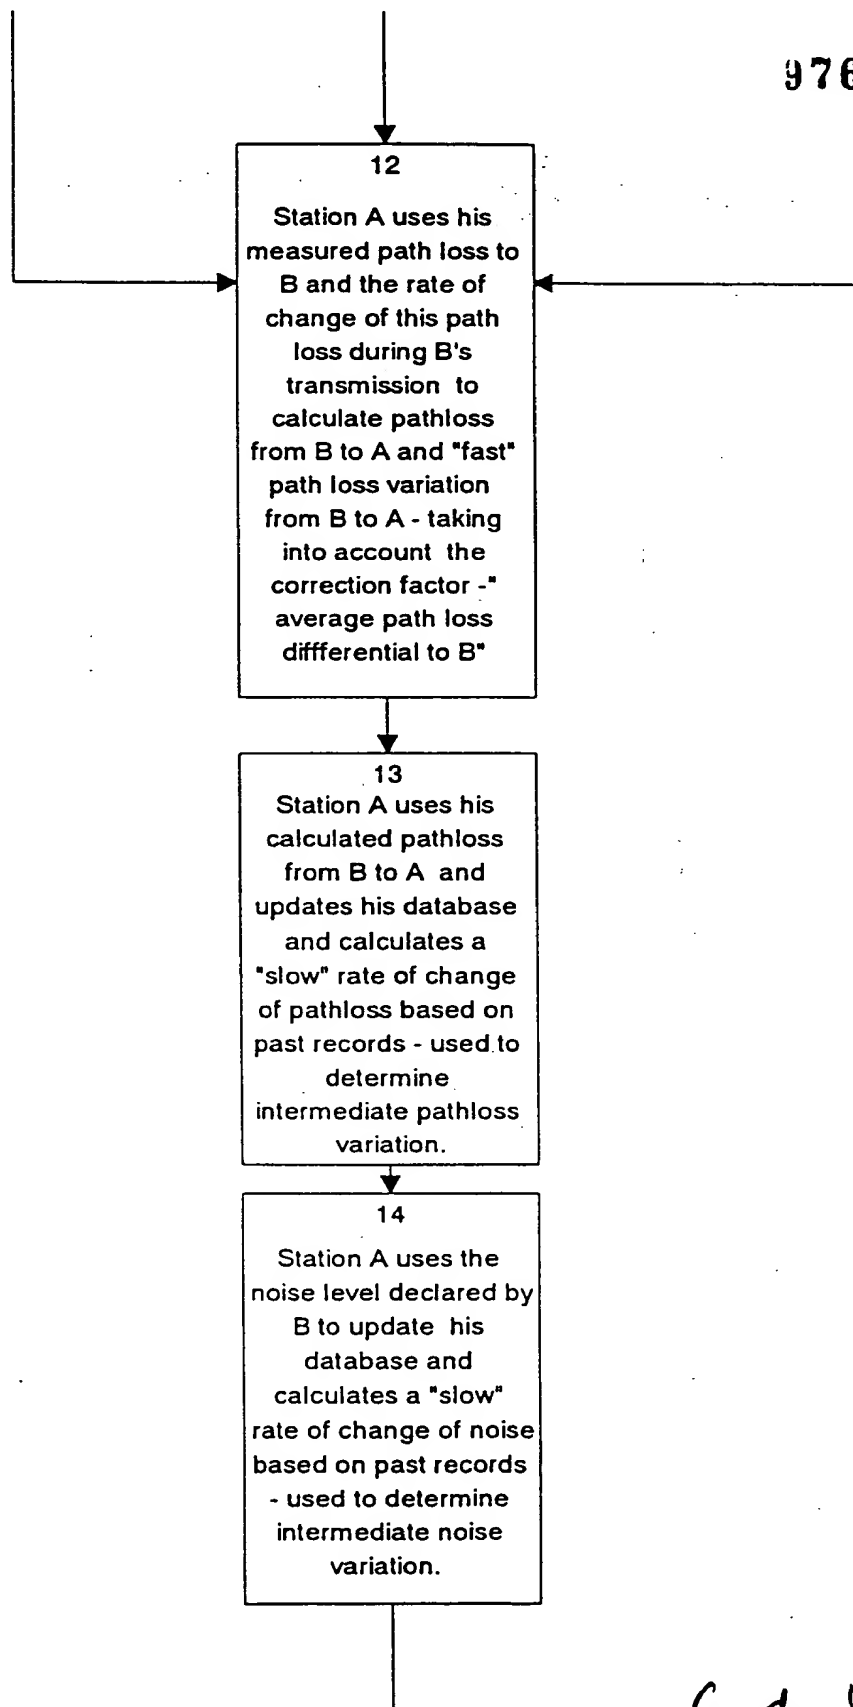 976
12
Station A uses his
measured path loss to
B and the rate of
change of this path
loss during B's
transmission to
calculate pathloss
from B to A and "fast"
path loss variation
from B to A - taking
into account the
correction factor -"
average path loss
diffferential to B"
13
Station A uses his
calculated pathloss
from B to A and
updates his database
and calculates a
"slow" rate of change
of pathloss based on
past records - used to
determine
intermediate pathloss
variation.
14
Station A uses the
noise level declared by
B to update his
database and
calculates a "slow"
rate of change of noise
based on past records
- used to determine
intermediate noise
variation.